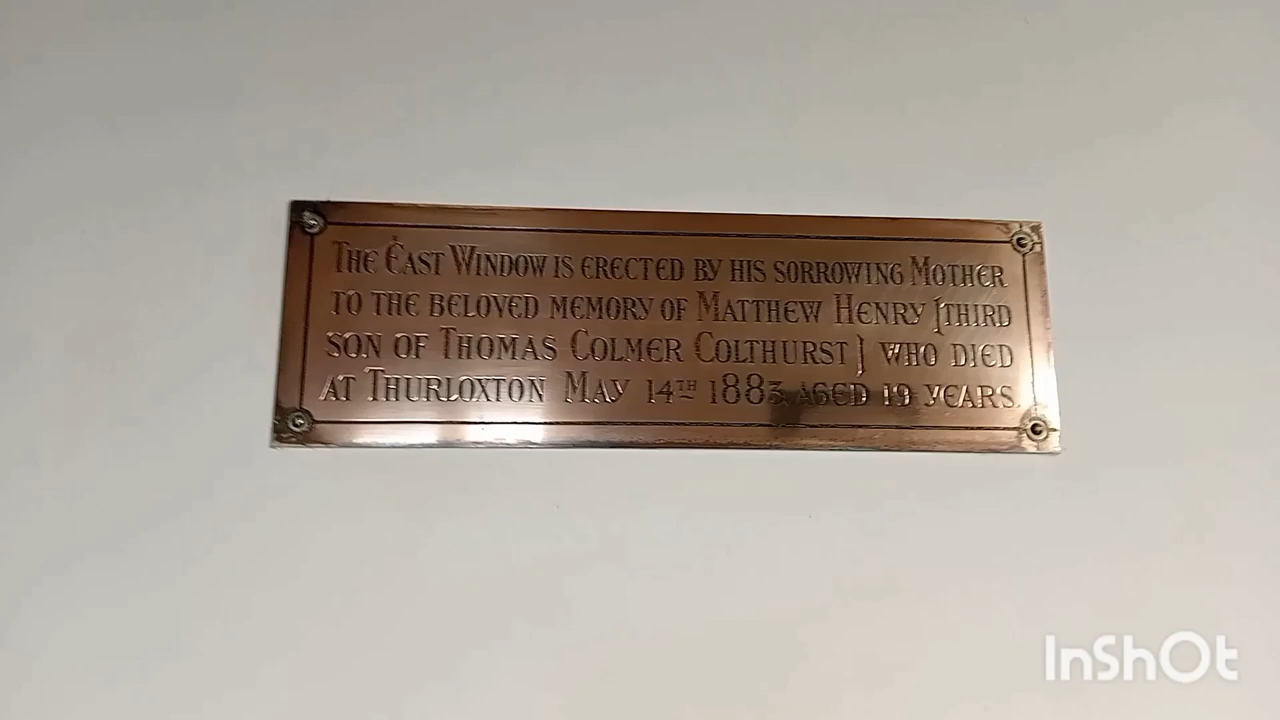 The East Window is erected by his sorrowing Mother
to the beloved memory of Matthew Henry [third
son of Thomas Colmer Colthurst] who died
at Thurloxton May 14th 1883 aged 19 years.
InShOt